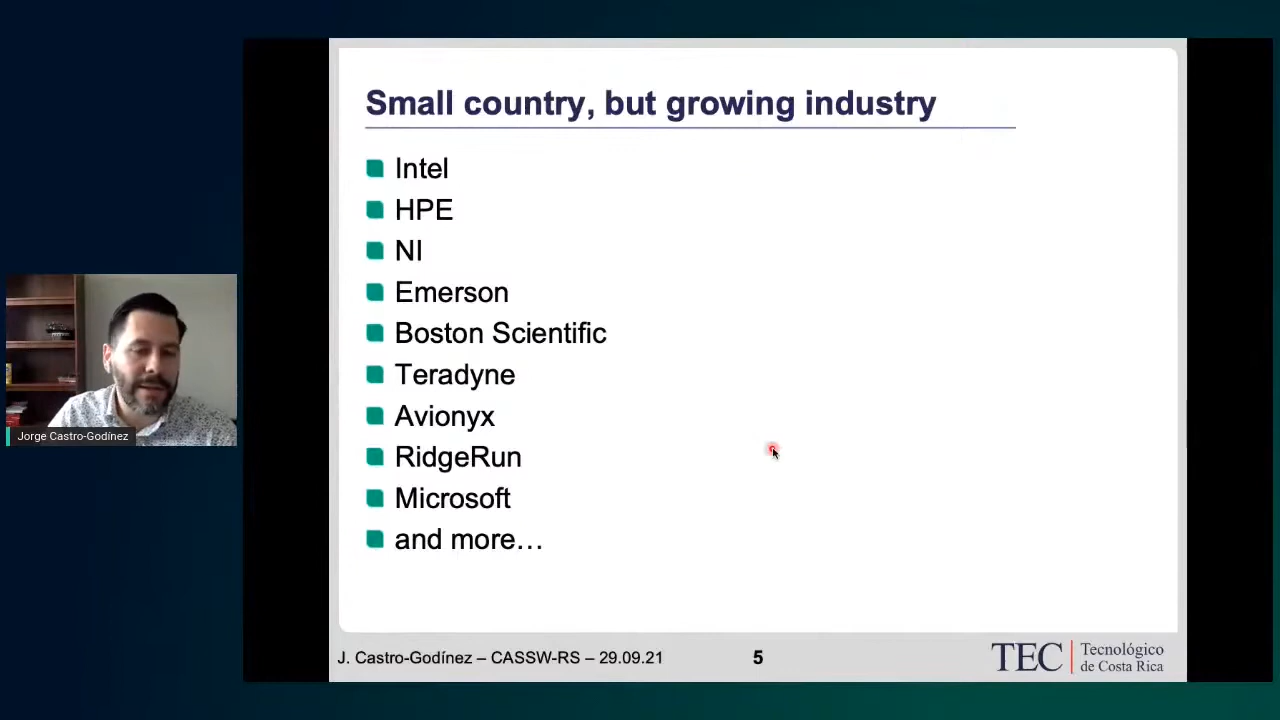 Small country, but growing industry
Intel
HPE
NI
Emerson
Boston Scientific
Teradyne
Avionyx
RidgeRun
Microsoft
and more…
Jorge Castro-Godínez
J. Castro-Godínez – CASSW-RS – 29.09.21
5
TEC
Tecnológico
de Costa Rica